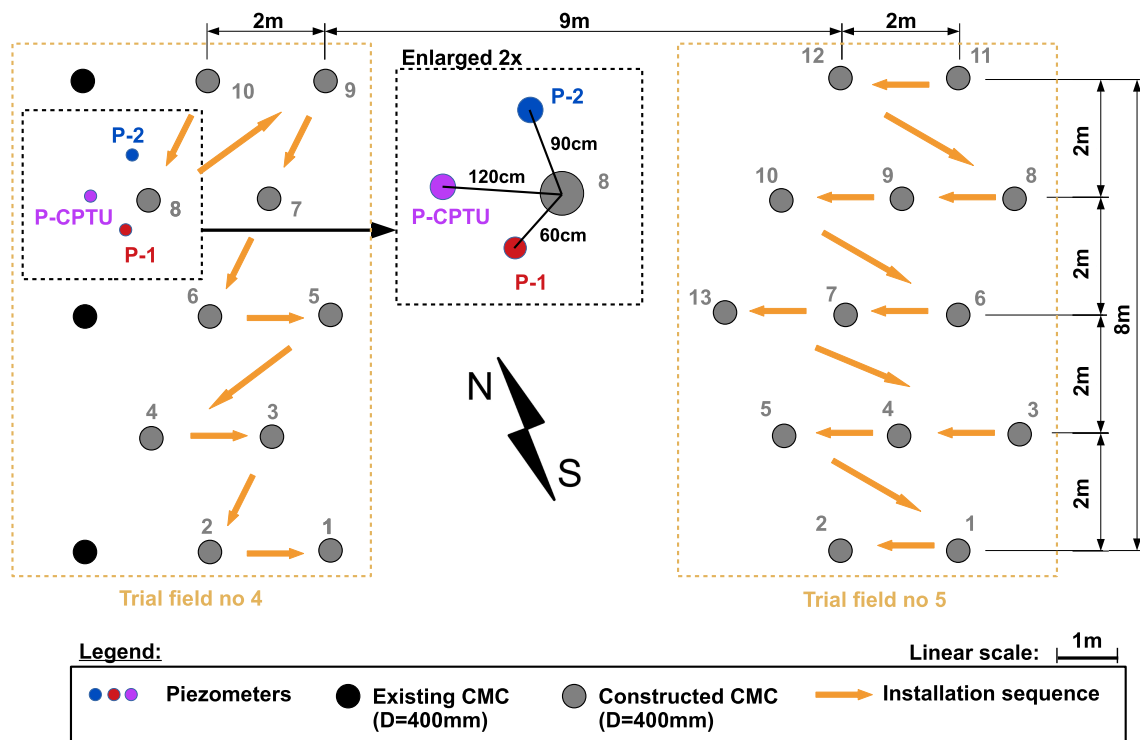 2m
9m
2m
Enlarged 2x
12
11
10
9
P-2
P-2
90cm
2m
120cm
8
10
9
8
P-CPTU
8
7
P-CPTU
60cm
P-1
P-1
2m
6
5
13
7
6
8m
N
2m
4
3
5
4
3
S
2m
2
1
2
1
Trial field no 4
Trial field no 5
Legend:
Linear scale:
1m
Piezometers
Existing CMC
(D=400mm)
Constructed CMC
(D=400mm)
Installation sequence